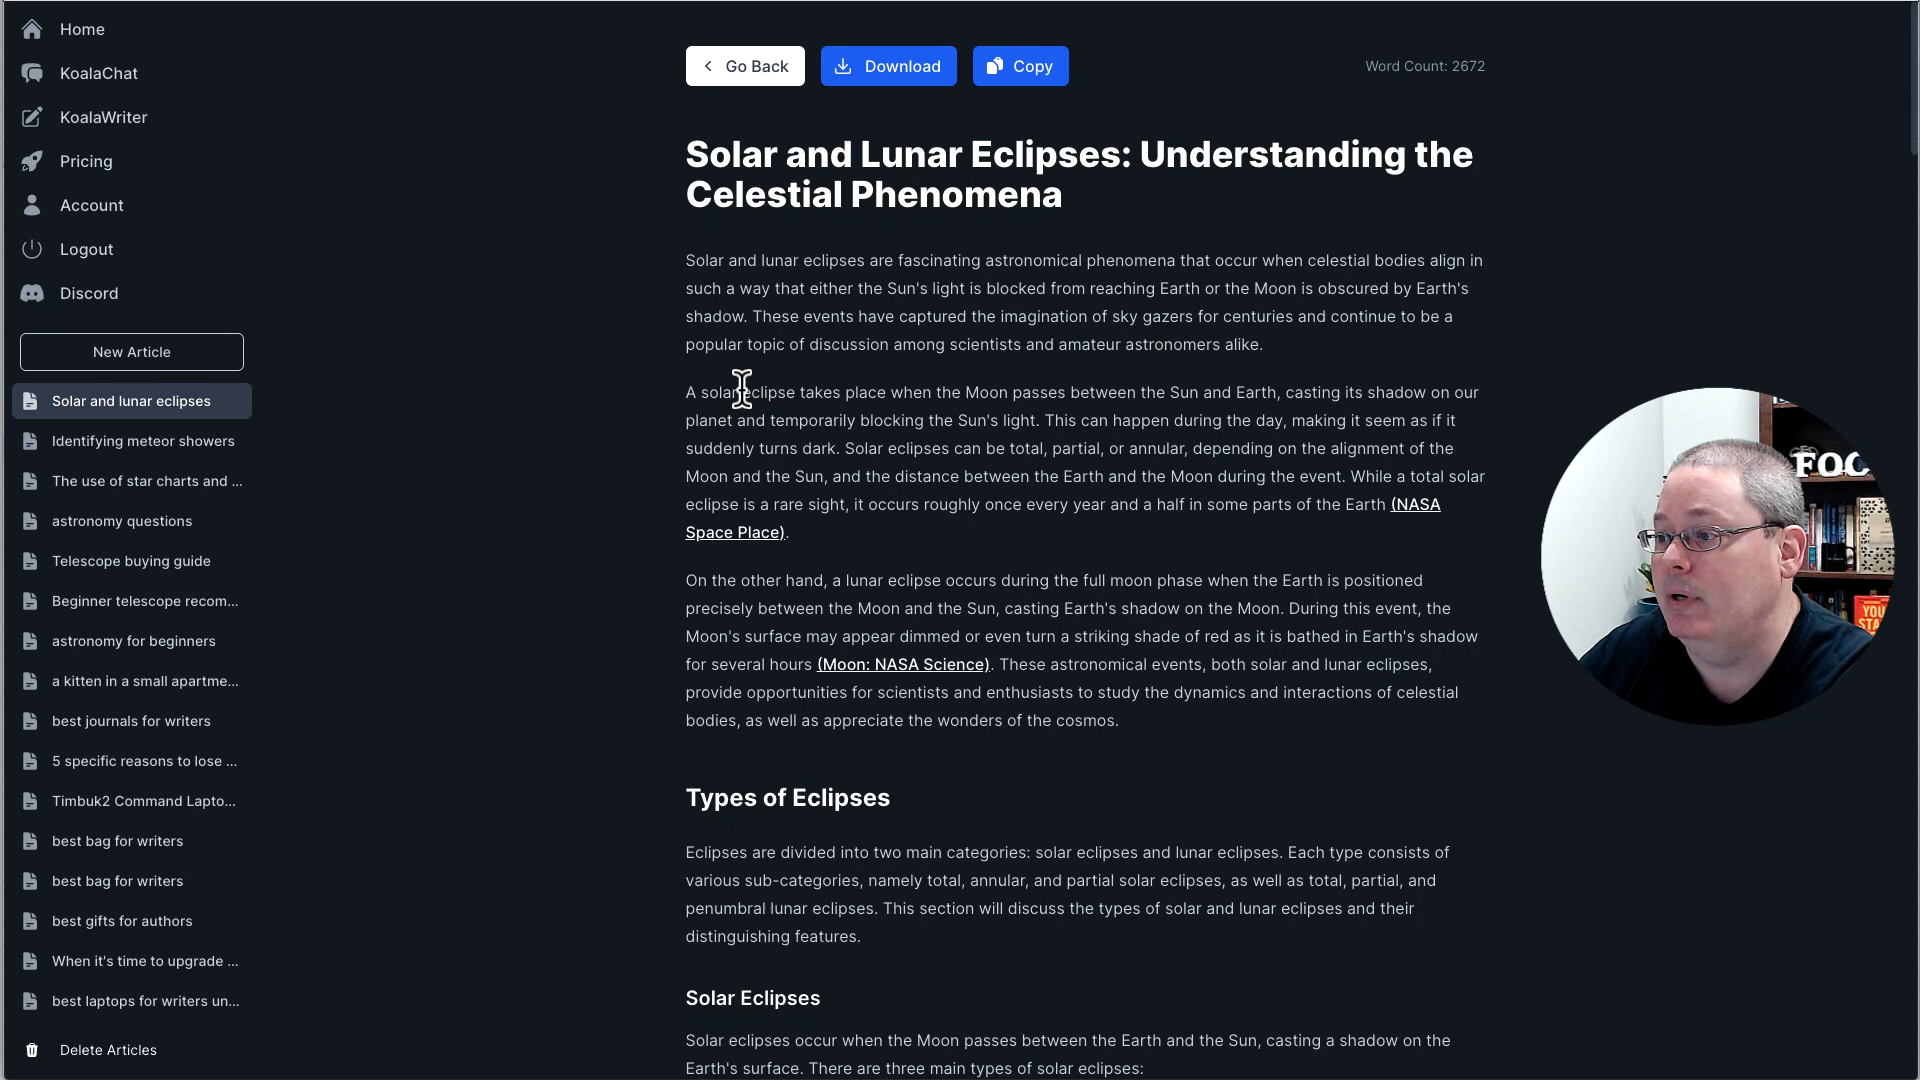 Home
KoalaChat
KoalaWriter
Pricing
Account
Logout
Discord
New Article
Solar and lunar eclipses
Identifying meteor showers
The use of star charts and ...
astronomy questions
Telescope buying guide
Beginner telescope recom...
astronomy for beginners
a kitten in a small apartme...
best journals for writers
5 specific reasons to lose ...
Timbuk2 Command Lapto...
best bag for writers
best bag for writers
best gifts for authors
When it's time to upgrade ...
best laptops for writers un...
Delete Articles
Go Back
Download
Copy
Word Count: 2672
Solar and Lunar Eclipses: Understanding the
Celestial Phenomena
Solar and lunar eclipses are fascinating astronomical phenomena that occur when celestial bodies align in
such a way that either the Sun's light is blocked from reaching Earth or the Moon is obscured by Earth's
shadow. These events have captured the imagination of sky gazers for centuries and continue to be a
popular topic of discussion among scientists and amateur astronomers alike.
A solar eclipse takes place when the Moon passes between the Sun and Earth, casting its shadow on our
planet and temporarily blocking the Sun's light. This can happen during the day, making it seem as if it
suddenly turns dark. Solar eclipses can be total, partial, or annular, depending on the alignment of the
Moon and the Sun, and the distance between the Earth and the Moon during the event. While a total solar
eclipse is a rare sight, it occurs roughly once every year and a half in some parts of the Earth (NASA
Space Place).
On the other hand, a lunar eclipse occurs during the full moon phase when the Earth is positioned
precisely between the Moon and the Sun, casting Earth's shadow on the Moon. During this event, the
Moon's surface may appear dimmed or even turn a striking shade of red as it is bathed in Earth's shadow
for several hours (Moon: NASA Science). These astronomical events, both solar and lunar eclipses,
provide opportunities for scientists and enthusiasts to study the dynamics and interactions of celestial
bodies, as well as appreciate the wonders of the cosmos.
Types of Eclipses
Eclipses are divided into two main categories: solar eclipses and lunar eclipses. Each type consists of
various sub-categories, namely total, annular, and partial solar eclipses, as well as total, partial, and
penumbral lunar eclipses. This section will discuss the types of solar and lunar eclipses and their
distinguishing features.
Solar Eclipses
Solar eclipses occur when the Moon passes between the Earth and the Sun, casting a shadow on the
Earth's surface. There are three main types of solar eclipses:
FOC
YOU
STA